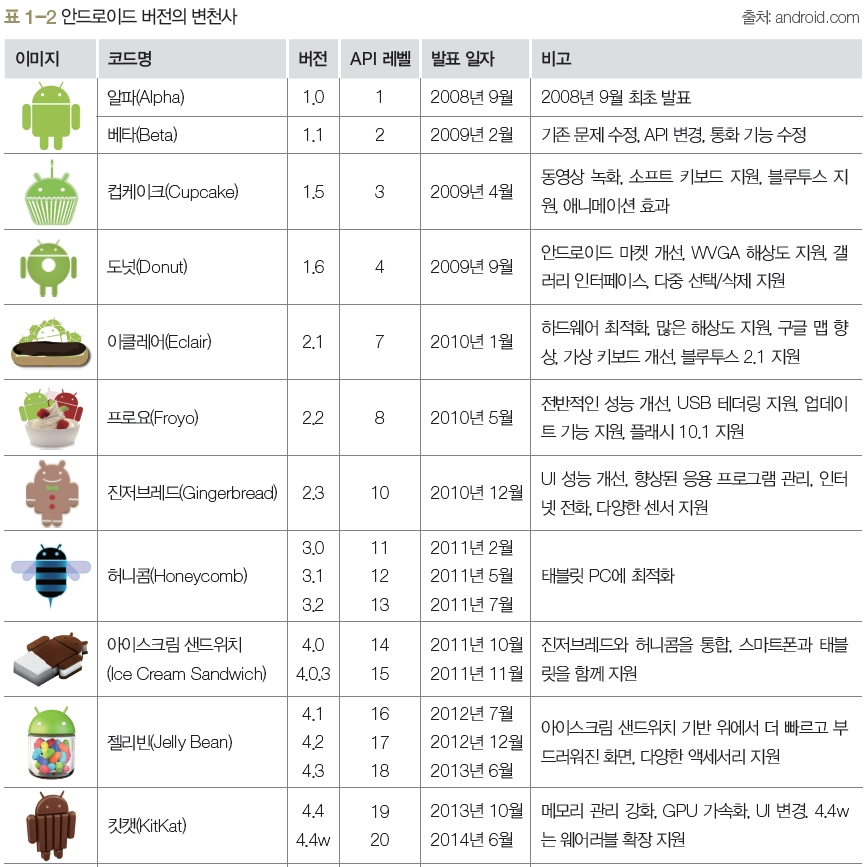 표 1-2 안드로이드 버전의 변천사 출처: android.com
이미지 코드명 버전 API 레벨 발표 일자 비고
알파(Alpha) 1.0 1 2008년 9월 2008년 9월 최초 발표
베타(Beta) 1.1 2 2009년 2월 기존 문제 수정, API 변경, 통화 기능 수정
컵케이크(Cupcake) 1.5 3 2009년 4월 동영상 녹화, 소프트 키보드 지원, 블루투스 지
원, 애니메이션 효과
도넛(Donut) 1.6 4 2009년 9월 안드로이드 마켓 개선, WVGA 해상도 지원, 갤
러리 인터페이스, 다중 선택/삭제 지원
이클레어(Eclair) 2.1 7 2010년 1월 하드웨어 최적화, 많은 해상도 지원, 구글 맵 향
상, 가상 키보드 개선, 블루투스 2.1 지원
프로요(Froyo) 2.2 8 2010년 5월 전반적인 성능 개선, USB 테더링 지원, 업데이
트 기능 지원, 플래시 10.1 지원
진저브레드(Gingerbread) 2.3 10 2010년 12월 UI 성능 개선, 향상된 응용 프로그램 관리, 인터
넷 전화, 다양한 센서 지원
3.0 11 2011년 2월
허니콤(Honeycomb) 3.1 12 2011년 5월 태블릿 PC에 최적화
3.2 13 2011년 7월
아이스크림 샌드위치 4.0 14 2011년 10월 진저브레드와 허니콤을 통합, 스마트폰과 태블
(Ice Cream Sandwich) 4.0.3 15 2011년 11월 릿을 함께 지원
4.1 16 2012년 7월 아이스크림 샌드위치 기반 위에서 더 빠르고 부
젤리빈(Jelly Bean) 4.2 17 2012년 12월 드러워진 화면, 다양한 액세서리 지원
4.3 18 2013년 6월
킷캣(KitKat) 4.4 19 2013년 10월 메모리 관리 강화, GPU 가속화, UI 변경. 4.4w
4.4w 20 2014년 6월 는 웨어러블 확장 지원